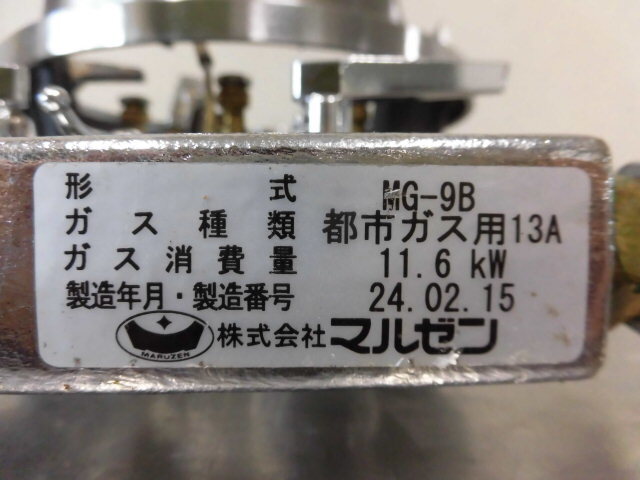 形式 MG-9B
ガス種類 都市ガス用13A
ガス消費量 11.6 kW
製造年月・製造番号 24.02.15
MARUZEN 株式会社マルゼン